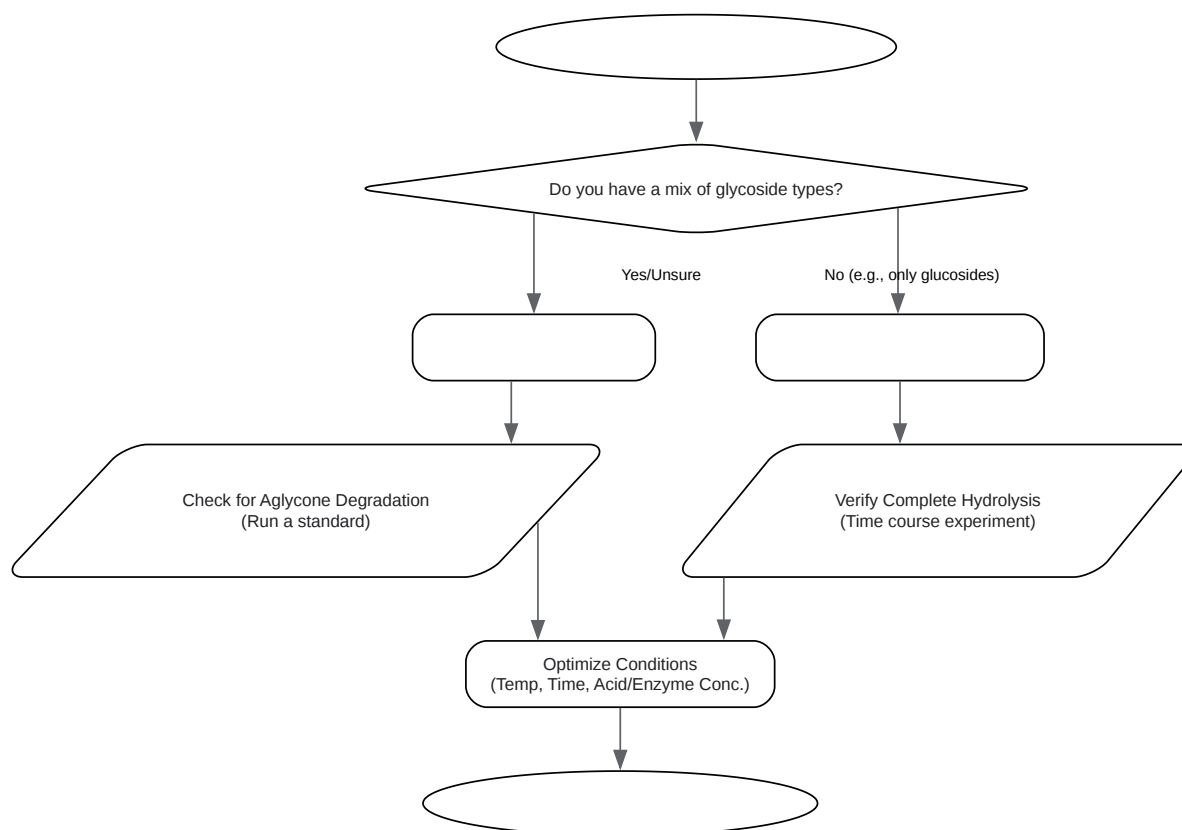 Do you have a mix of glycoside types?
Yes/Unsure
No (e.g., only glucosides)
Check for Aglycone Degradation
(Run a standard)
Verify Complete Hydrolysis
(Time course experiment)
Optimize Conditions
(Temp, Time, Acid/Enzyme Conc.)